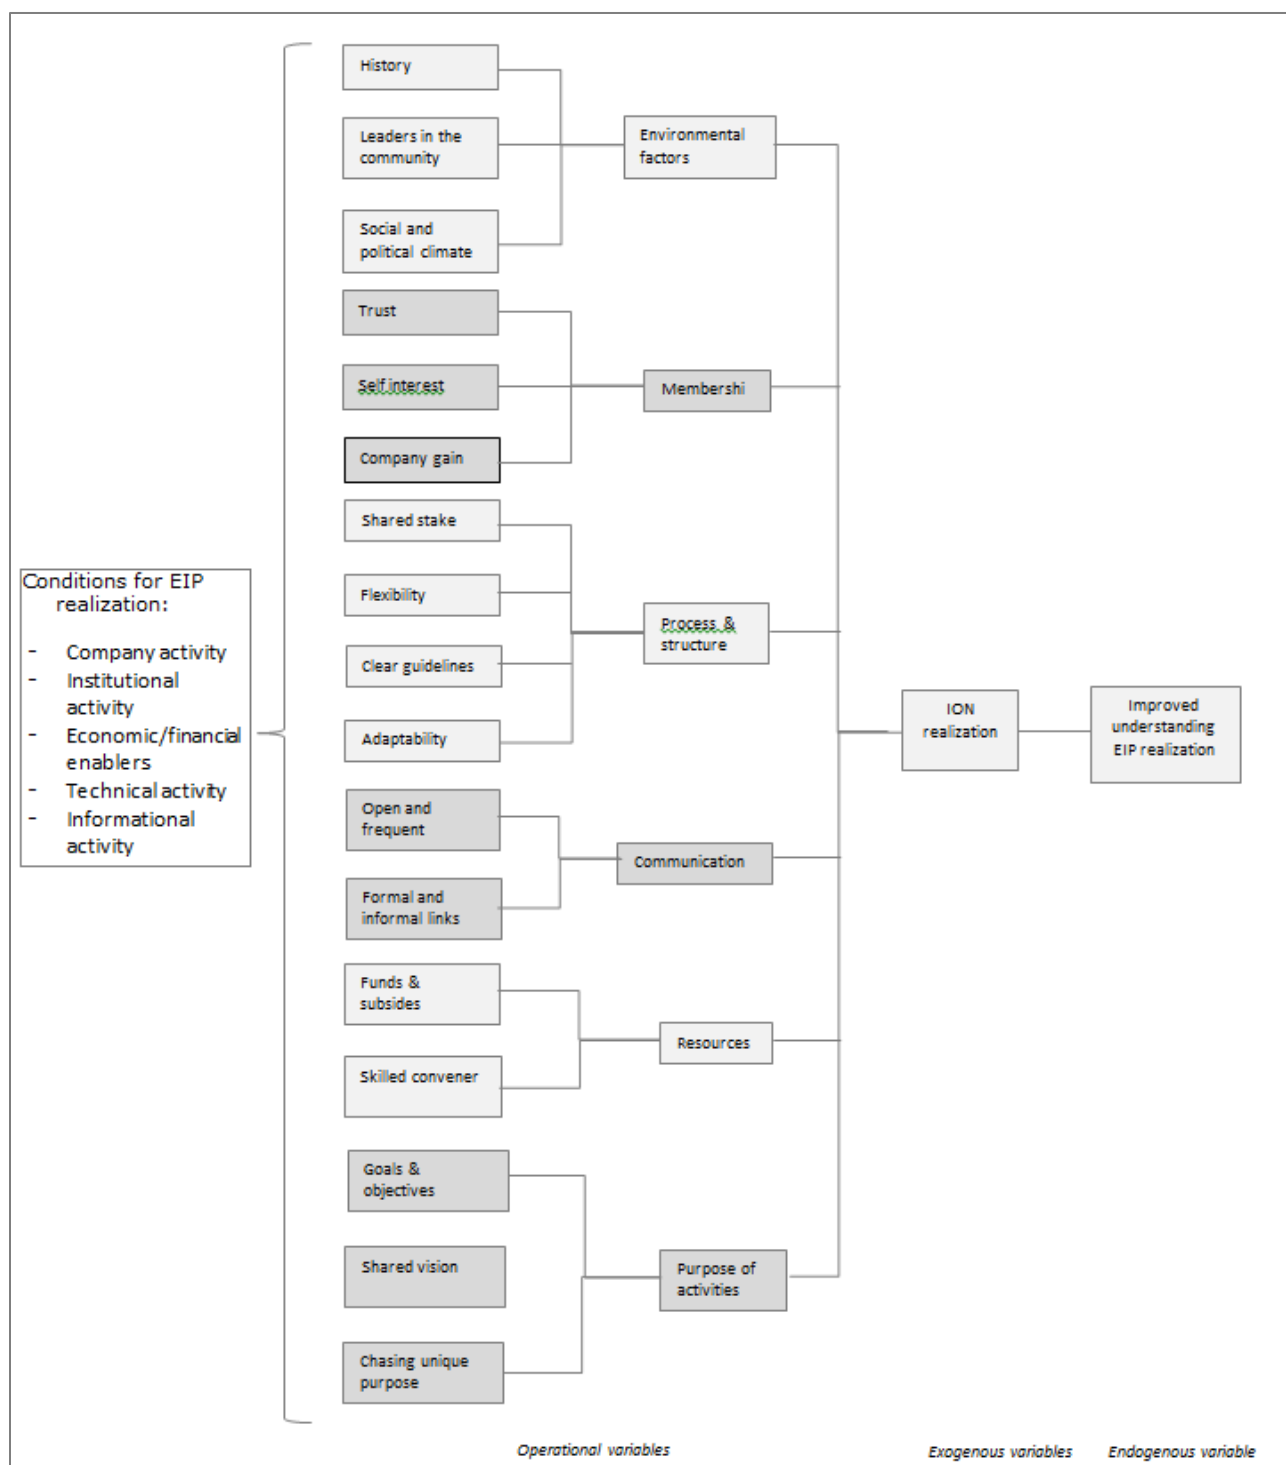 History
Leaders in the
community
Social and
political climate
Environmental
factors
Trust
Self interest
Company gain
Membershi
Shared stake
Flexibility
Clear guidelines
Adaptability
Process &
structure
Conditions for EIP
realization:
- Company activity
- Institutional
activity
- Economic/financial
enablers
- Technical activity
- Informational
activity
Open and
frequent
Formal and
informal links
Communication
Funds &
subsides
Skilled convener
Resources
Goals &
objectives
Shared vision
Chasing unique
purpose
Purpose of
activities
ION
realization
Improved
understanding
EIP realization
Operational variables
Exogenous variables
Endogenous variable